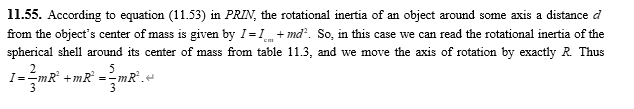 11.55. According to equation (11.53) in PRIN, the rotational inertia of an object around some axis a distance d
from the object's center of mass is given by I = I_cm + md². So, in this case we can read the rotational inertia of the
spherical shell around its center of mass from table 11.3, and we move the axis of rotation by exactly R. Thus
I = 2/3 mR² + mR² = 5/3 mR². ↵